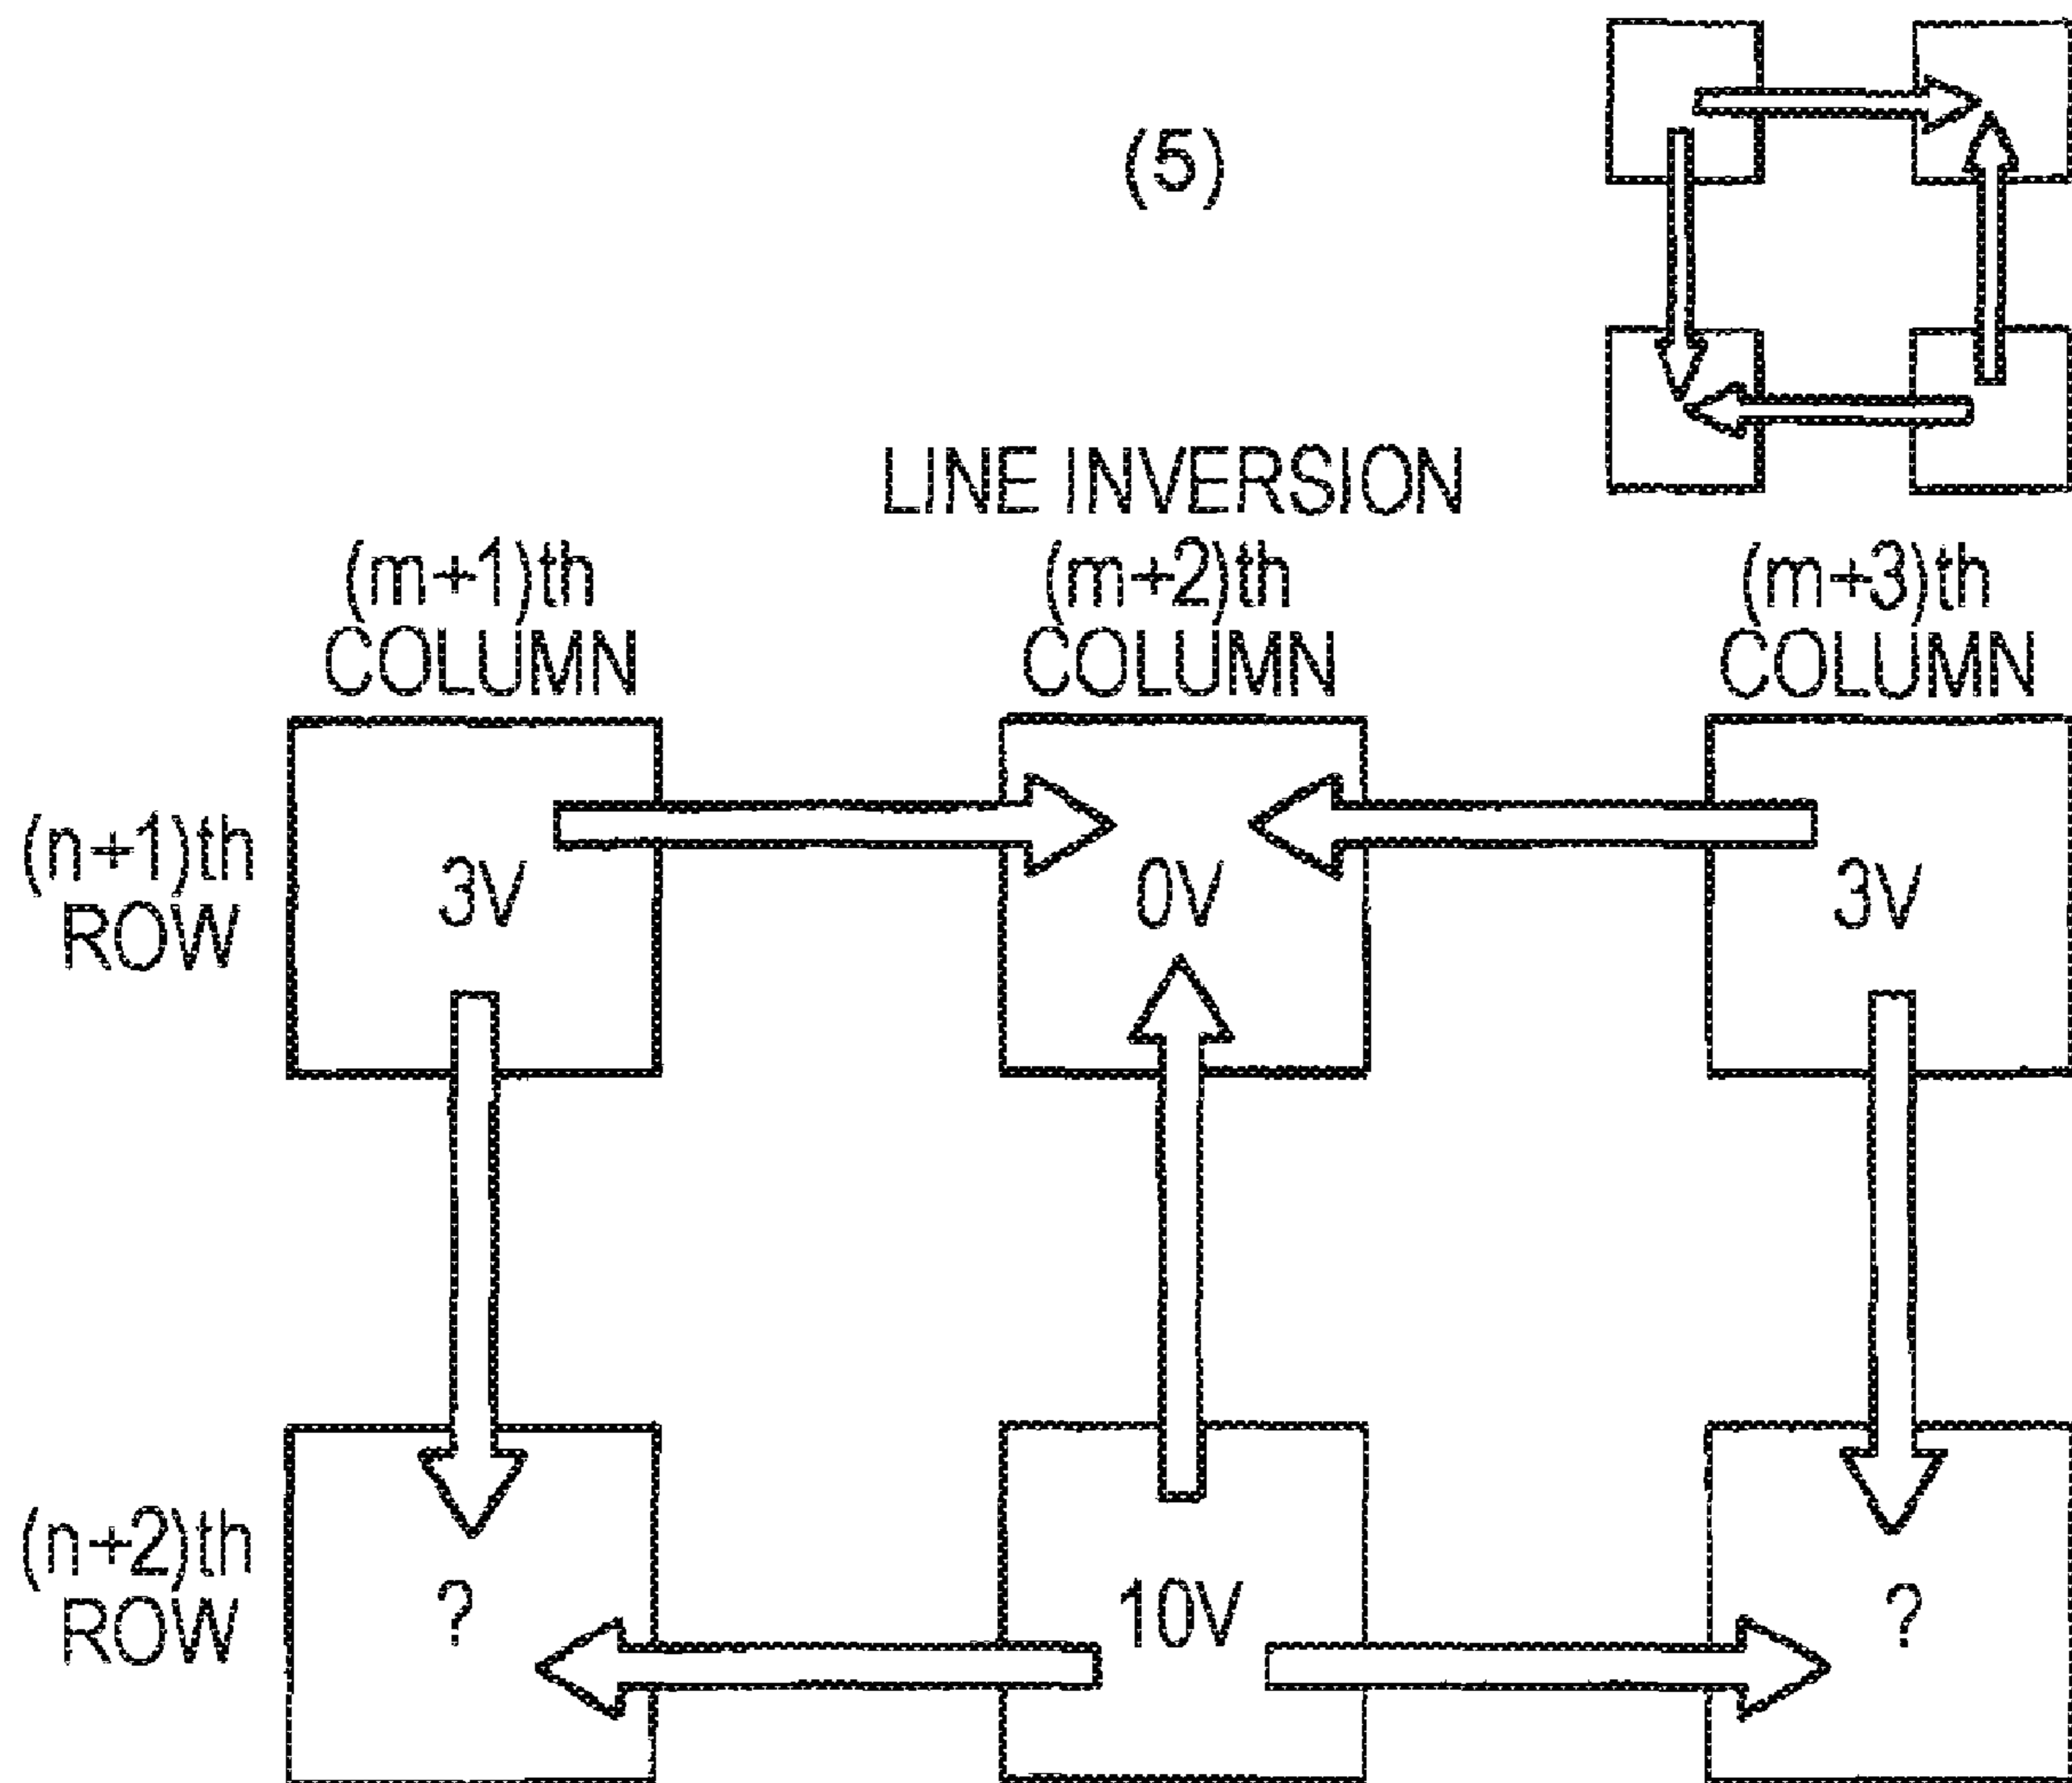 (5)
LINE INVERSION
(m+1)th (m+2)th (m+3)th
COLUMN COLUMN COLUMN
(n+1)th
ROW
3V 0V 3V
(n+2)th
ROW
? 10V ?